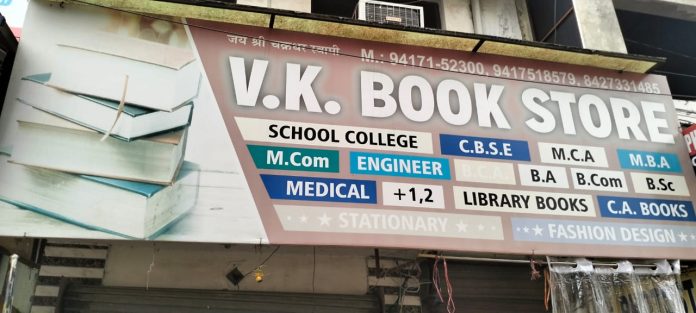 जय श्री चक्रधर स्वामी
M.: 94171-52300, 9417518579, 8427331485
V.K. BOOK STORE
SCHOOL COLLEGE C.B.S.E M.C.A M.B.A
M.Com ENGINEER B.C.A. B.A B.Com B.Sc
MEDICAL +1,2 LIBRARY BOOKS C.A. BOOKS
★ ★ ★ STATIONARY ★ ★ ★ FASHION DESIGN ★ ★